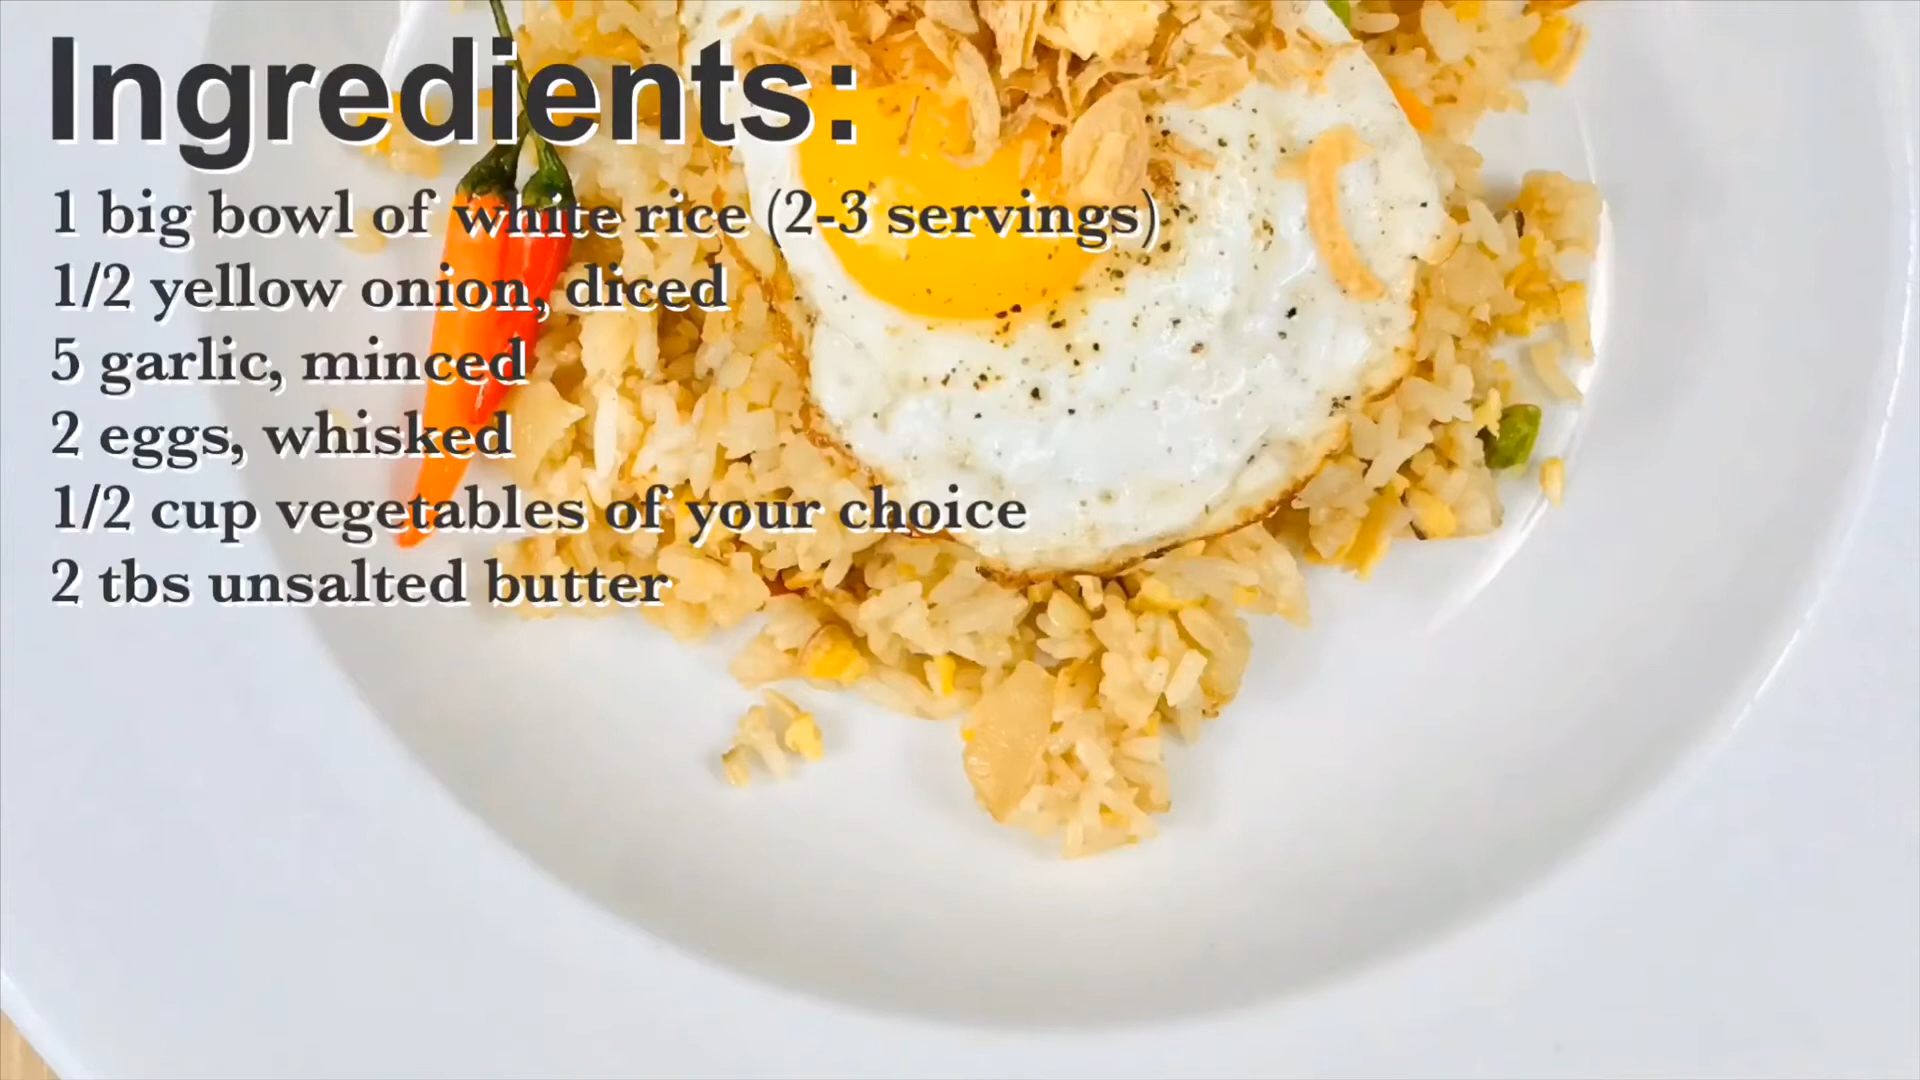 Ingredients:
1 big bowl of white rice (2-3 servings)
1/2 yellow onion, diced
5 garlic, minced
2 eggs, whisked
1/2 cup vegetables of your choice
2 tbs unsalted butter